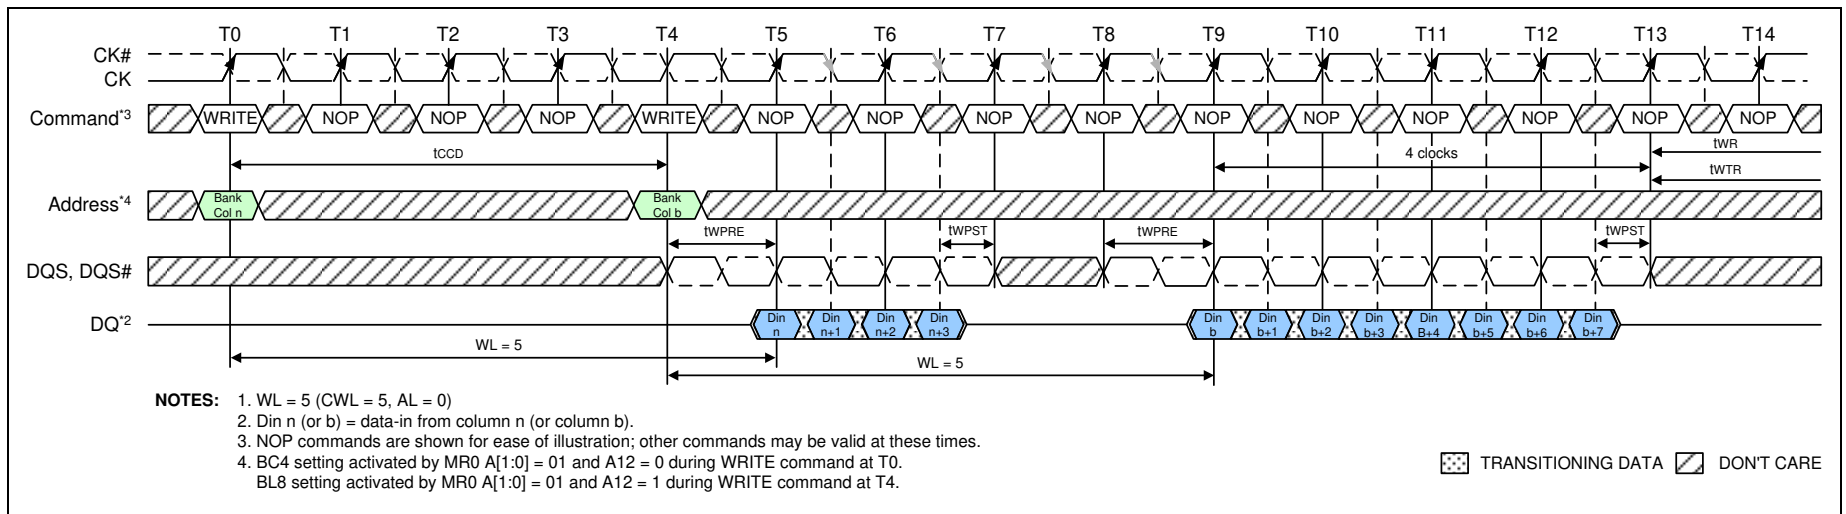 T0 T1 T2 T3 T4 T5 T6 T7 T8 T9 T10 T11 T12 T13 T14
CK#
CK
Command*3 WRITE NOP NOP NOP WRITE NOP NOP NOP NOP NOP NOP NOP NOP NOP NOP
tCCD 4 clocks tWR
tWTR
Address*4 Bank Col n Bank Col b
tWPRE tWPST tWPRE tWPST
DQS, DQS#
DQ*2 Din n Din n+1 Din n+2 Din n+3 Din b Din b+1 Din b+2 Din b+3 Din B+4 Din b+5 Din b+6 Din b+7
WL = 5
WL = 5
NOTES: 1. WL = 5 (CWL = 5, AL = 0)
2. Din n (or b) = data-in from column n (or column b).
3. NOP commands are shown for ease of illustration; other commands may be valid at these times.
4. BC4 setting activated by MR0 A[1:0] = 01 and A12 = 0 during WRITE command at T0.
BL8 setting activated by MR0 A[1:0] = 01 and A12 = 1 during WRITE command at T4.
TRANSITIONING DATA DON'T CARE